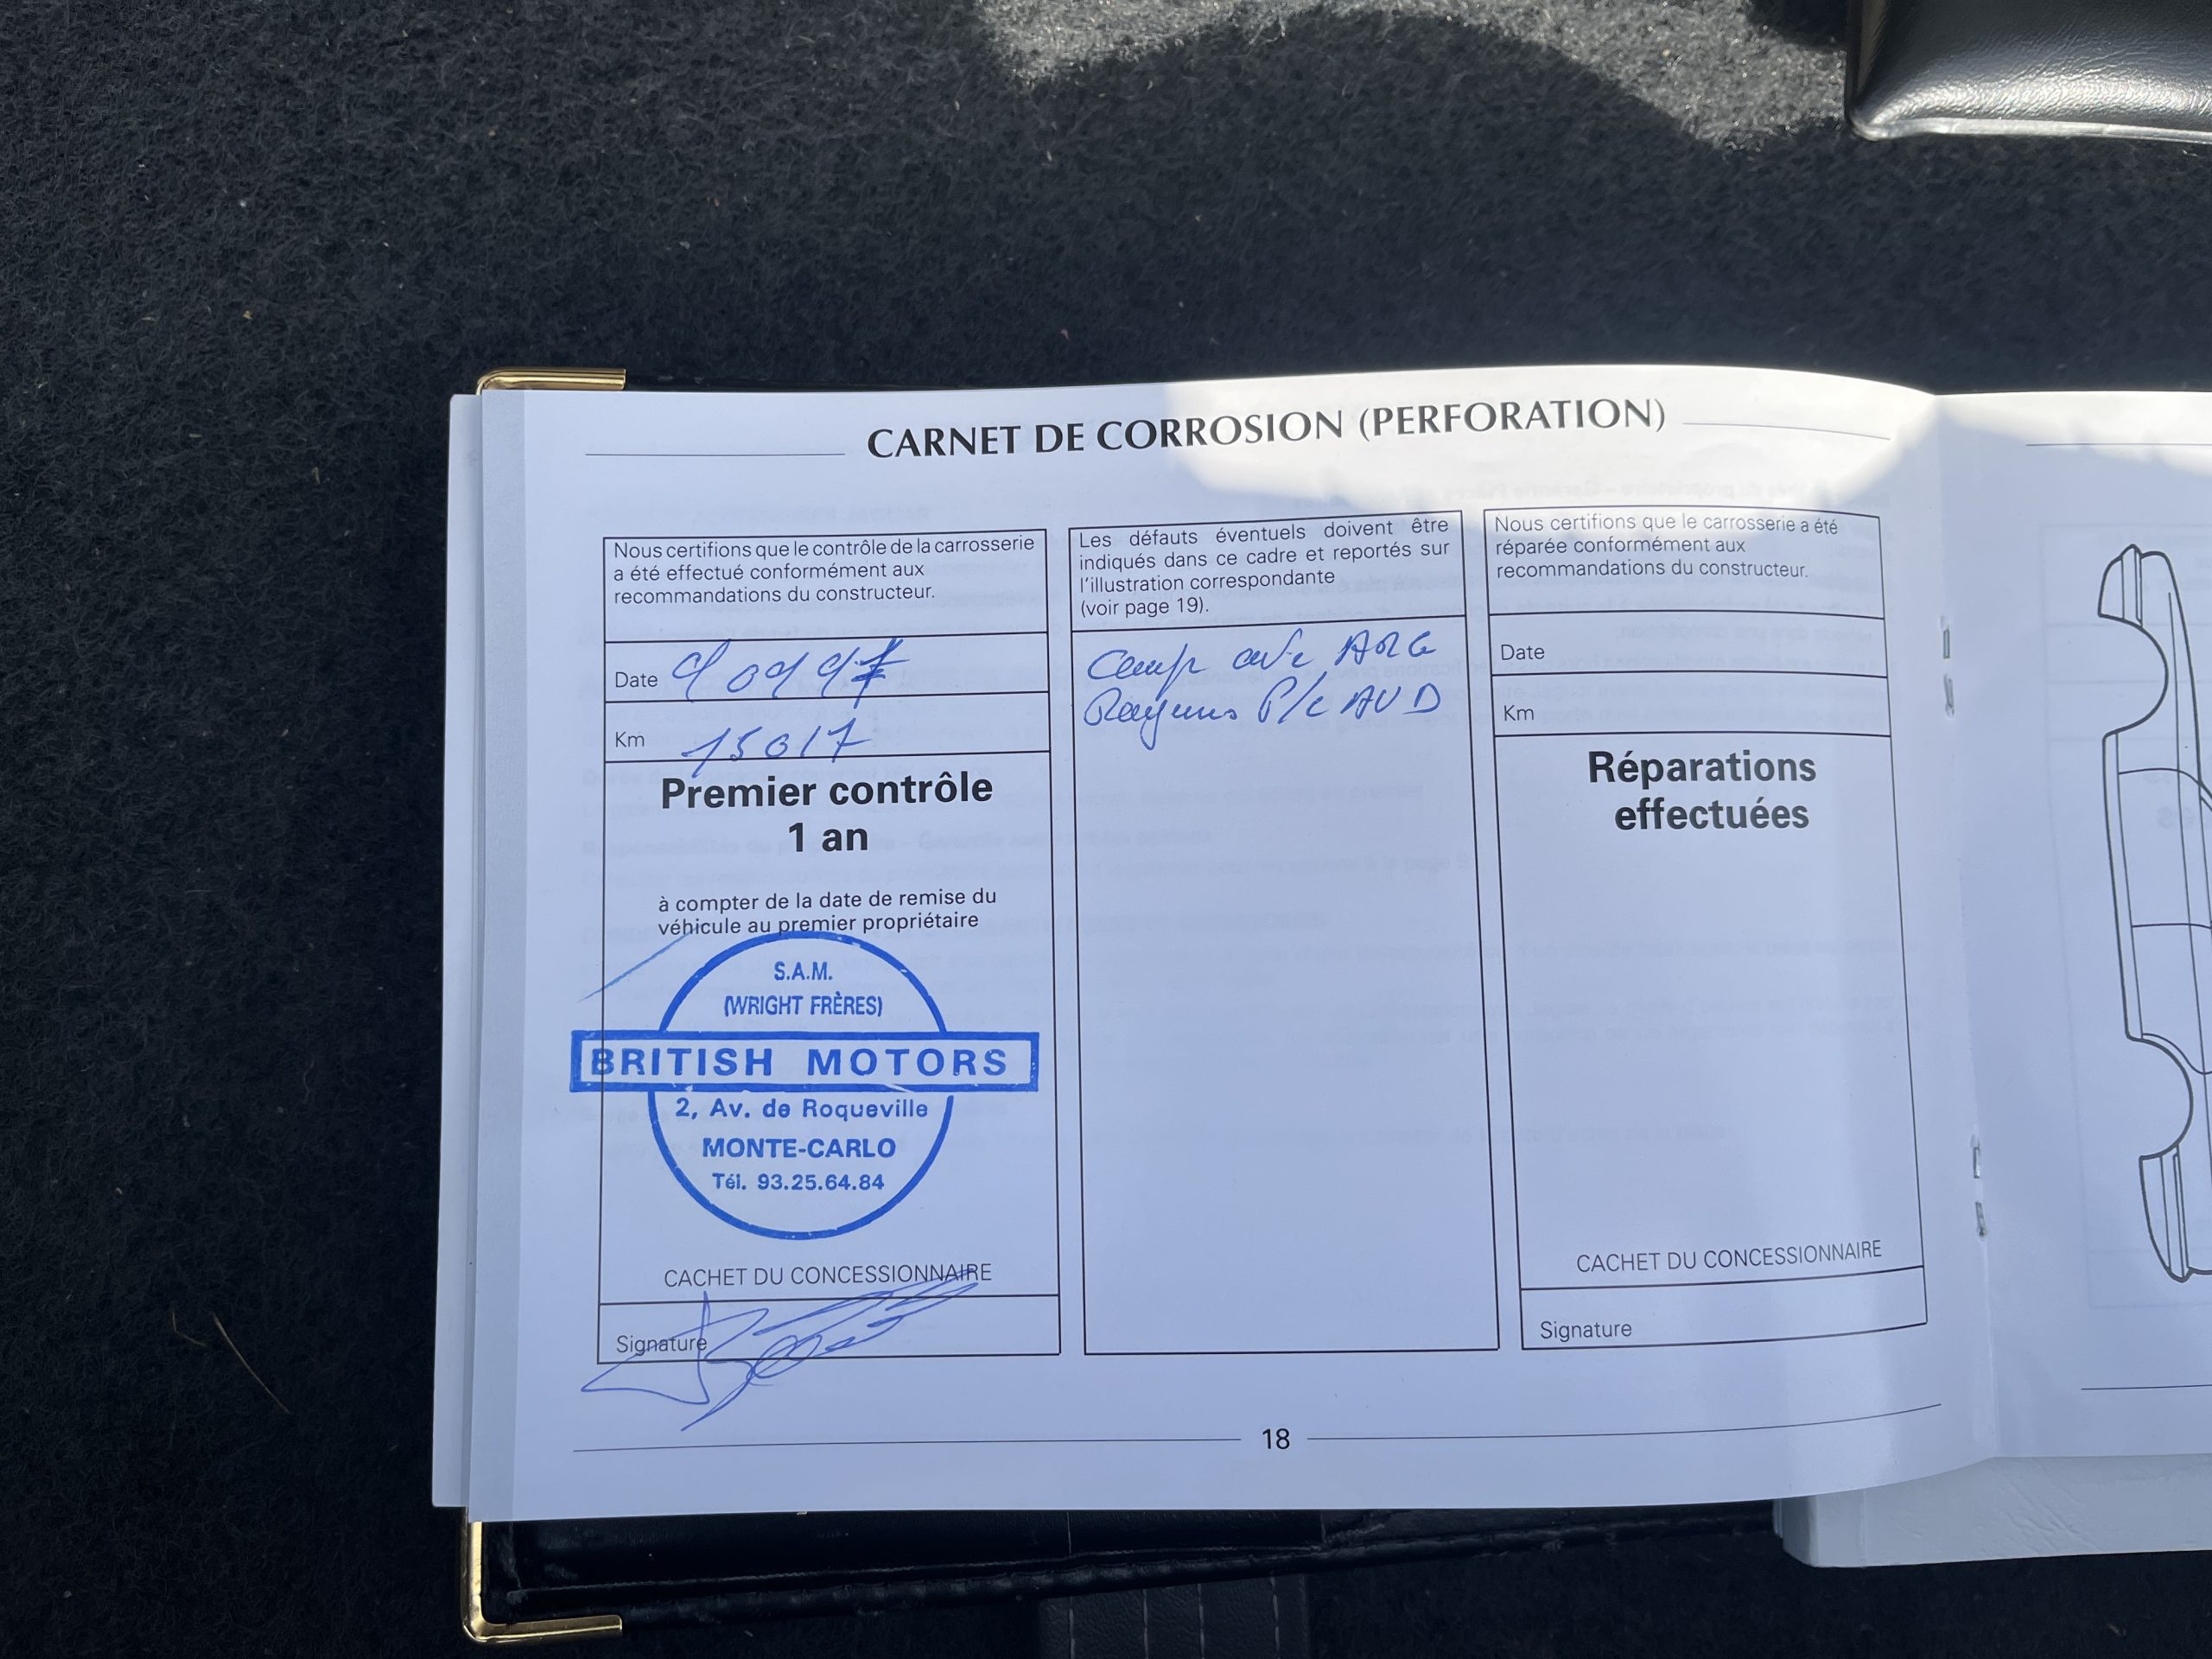 CARNET DE CORROSION (PERFORATION)
Nous certifions que le contrôle de la carrosserie
a été effectué conformément aux
recommandations du constructeur.
Date 90997
Km 15017
Premier contrôle
1 an
à compter de la date de remise du
véhicule au premier propriétaire
S.A.M.
(WRIGHT FRÈRES)
BRITISH MOTORS
2, Av. de Roqueville
MONTE-CARLO
Tél. 93.25.64.84
CACHET DU CONCESSIONNAIRE
Signature
Les défauts éventuels doivent être
indiqués dans ce cadre et reportés sur
l'illustration correspondante
(voir page 19).
ARG
P/c AVD
Nous certifions que le carrosserie a été
réparée conformément aux
recommandations du constructeur.
Date
Km
Réparations
effectuées
CACHET DU CONCESSIONNAIRE
Signature
18